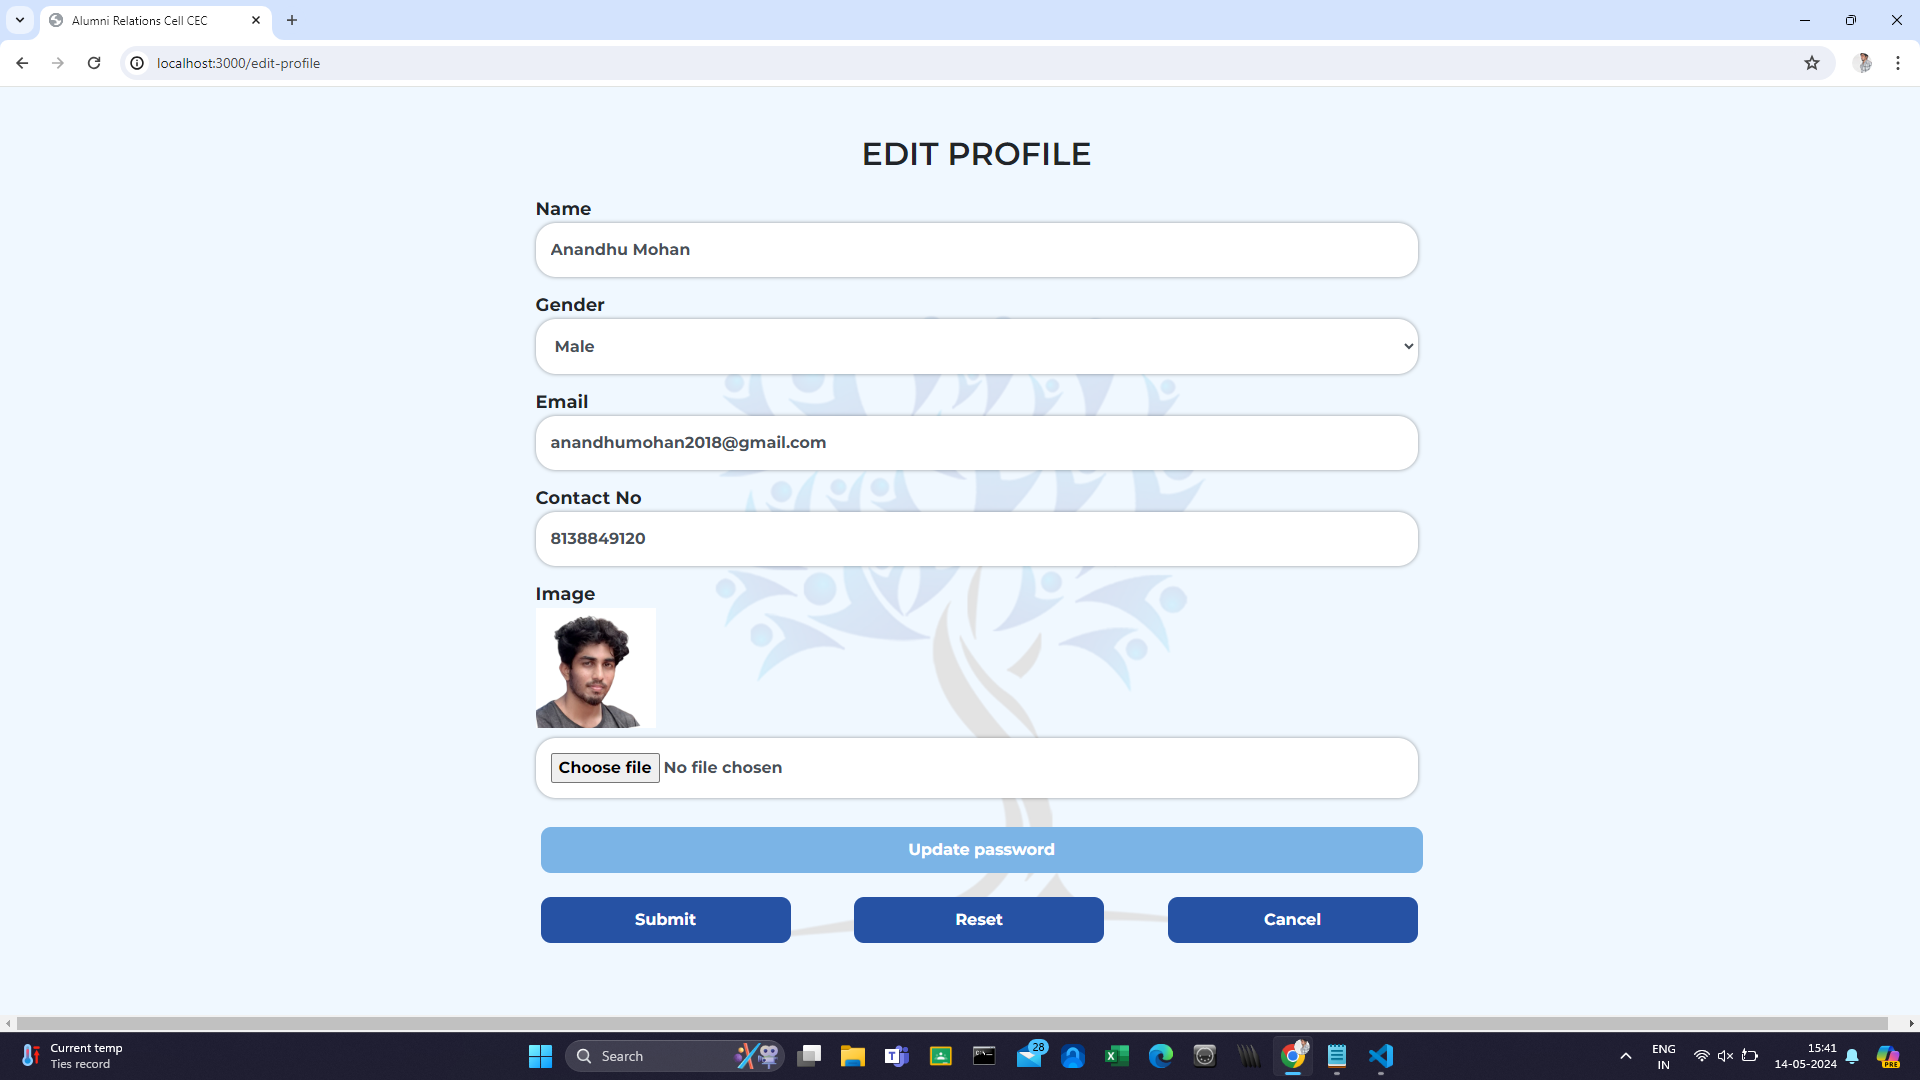 Alumni Relations Cell CEC
localhost:3000/edit-profile
EDIT PROFILE
Name
Anandhu Mohan
Gender
Male
Email
anandhumohan2018@gmail.com
Contact No
8138849120
Image
Choose file No file chosen
Update password
Submit Reset Cancel
Current temp
Ties record
Search
28
ENG
IN
15:41
14-05-2024
PRE